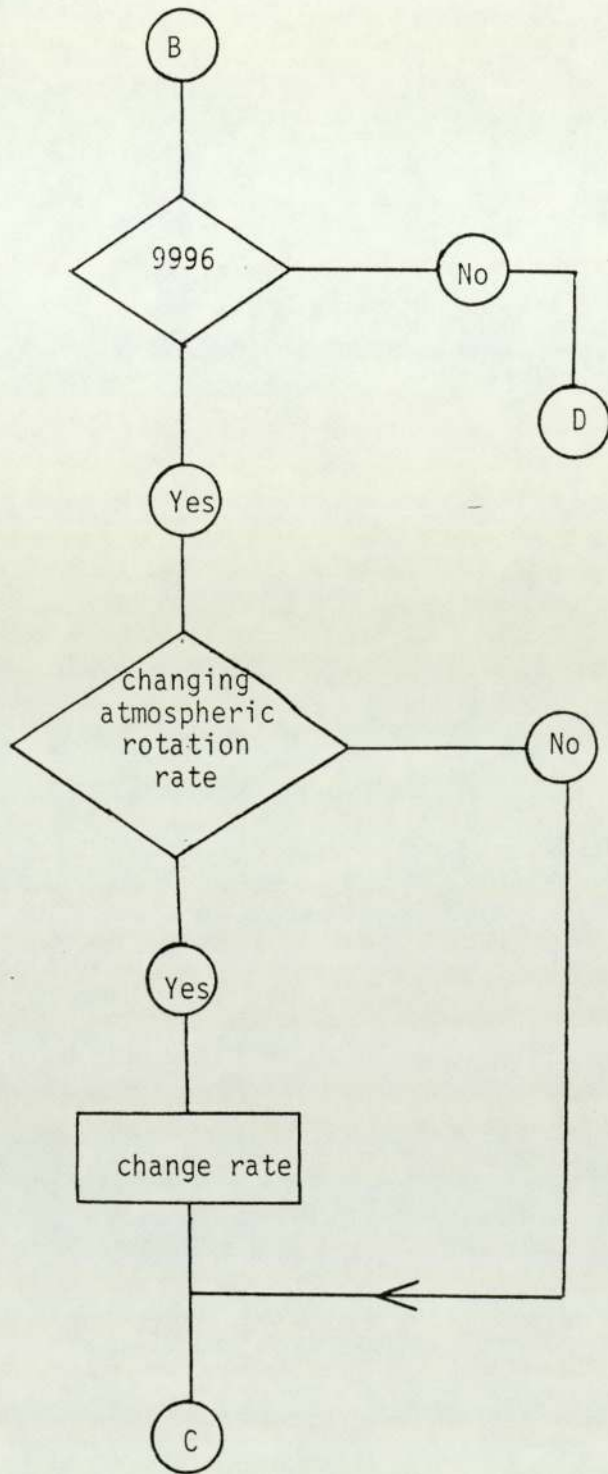 B
9996
No
D
Yes
changing
atmospheric
rotation
rate
No
Yes
change rate
C